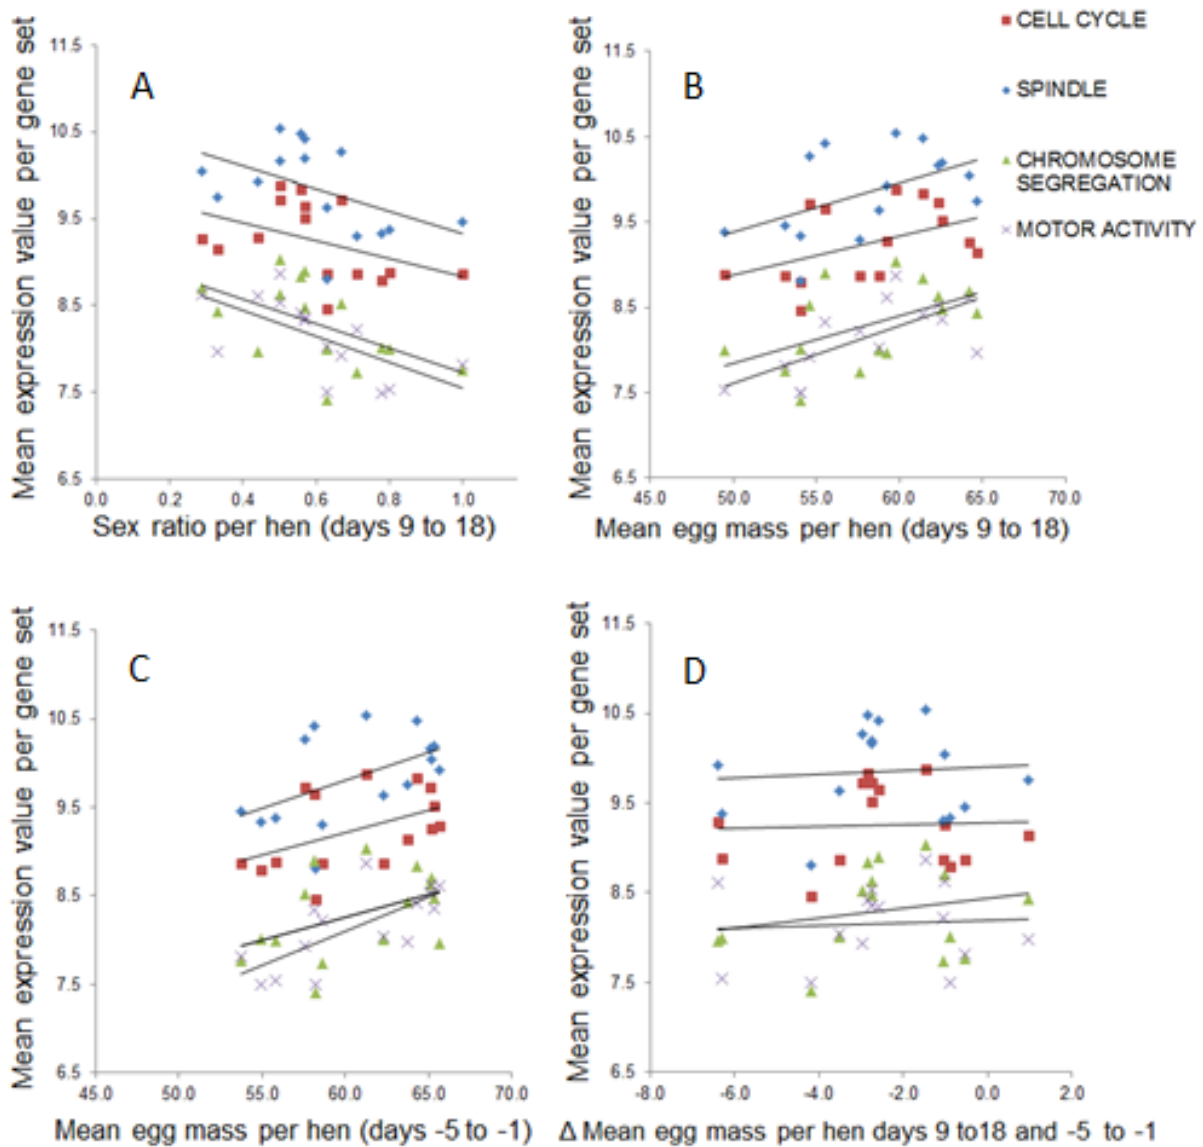 A
Mean expression value per gene set
11.5
10.5
9.5
8.5
7.5
6.5
0.0 0.2 0.4 0.6 0.8 1.0
Sex ratio per hen (days 9 to 18)
B
Mean expression value per gene set
11.5
10.5
9.5
8.5
7.5
6.5
45.0 50.0 55.0 60.0 65.0 70.0
Mean egg mass per hen (days 9 to 18)
CELL CYCLE
SPINDLE
CHROMOSOME
SEGREGATION
MOTOR ACTIVITY
C
Mean expression value per gene set
11.5
10.5
9.5
8.5
7.5
6.5
45.0 50.0 55.0 60.0 65.0 70.0
Mean egg mass per hen (days -5 to -1)
D
Mean expression value per gene set
11.5
10.5
9.5
8.5
7.5
6.5
-8.0 -6.0 -4.0 -2.0 0.0 2.0
Δ Mean egg mass per hen days 9 to18 and -5 to -1